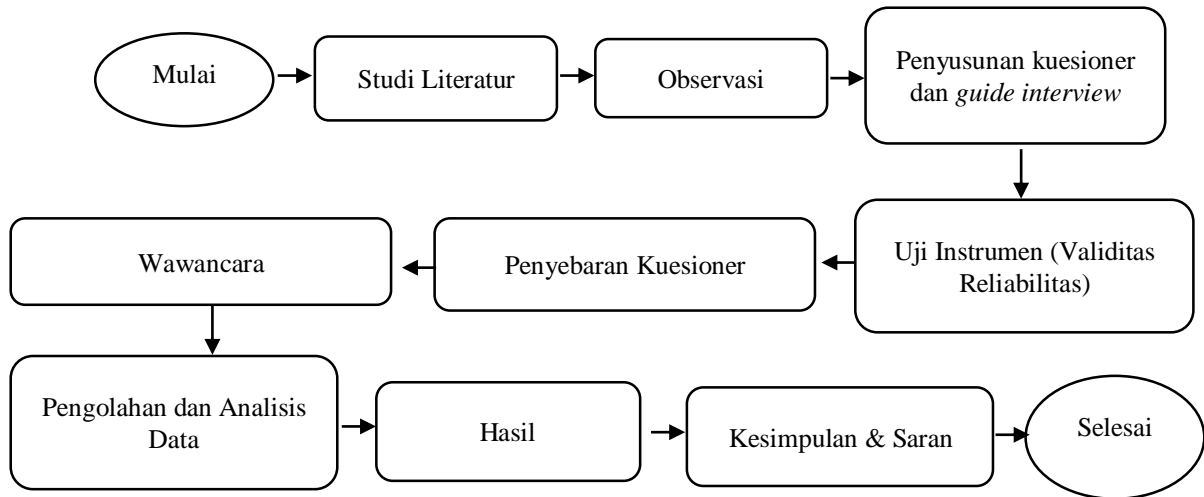 Mulai
Studi Literatur
Observasi
Penyusunan kuesioner
dan guide interview
Uji Instrumen (Validitas
Reliabilitas)
Penyebaran Kuesioner
Wawancara
Pengolahan dan Analisis
Data
Hasil
Kesimpulan & Saran
Selesai